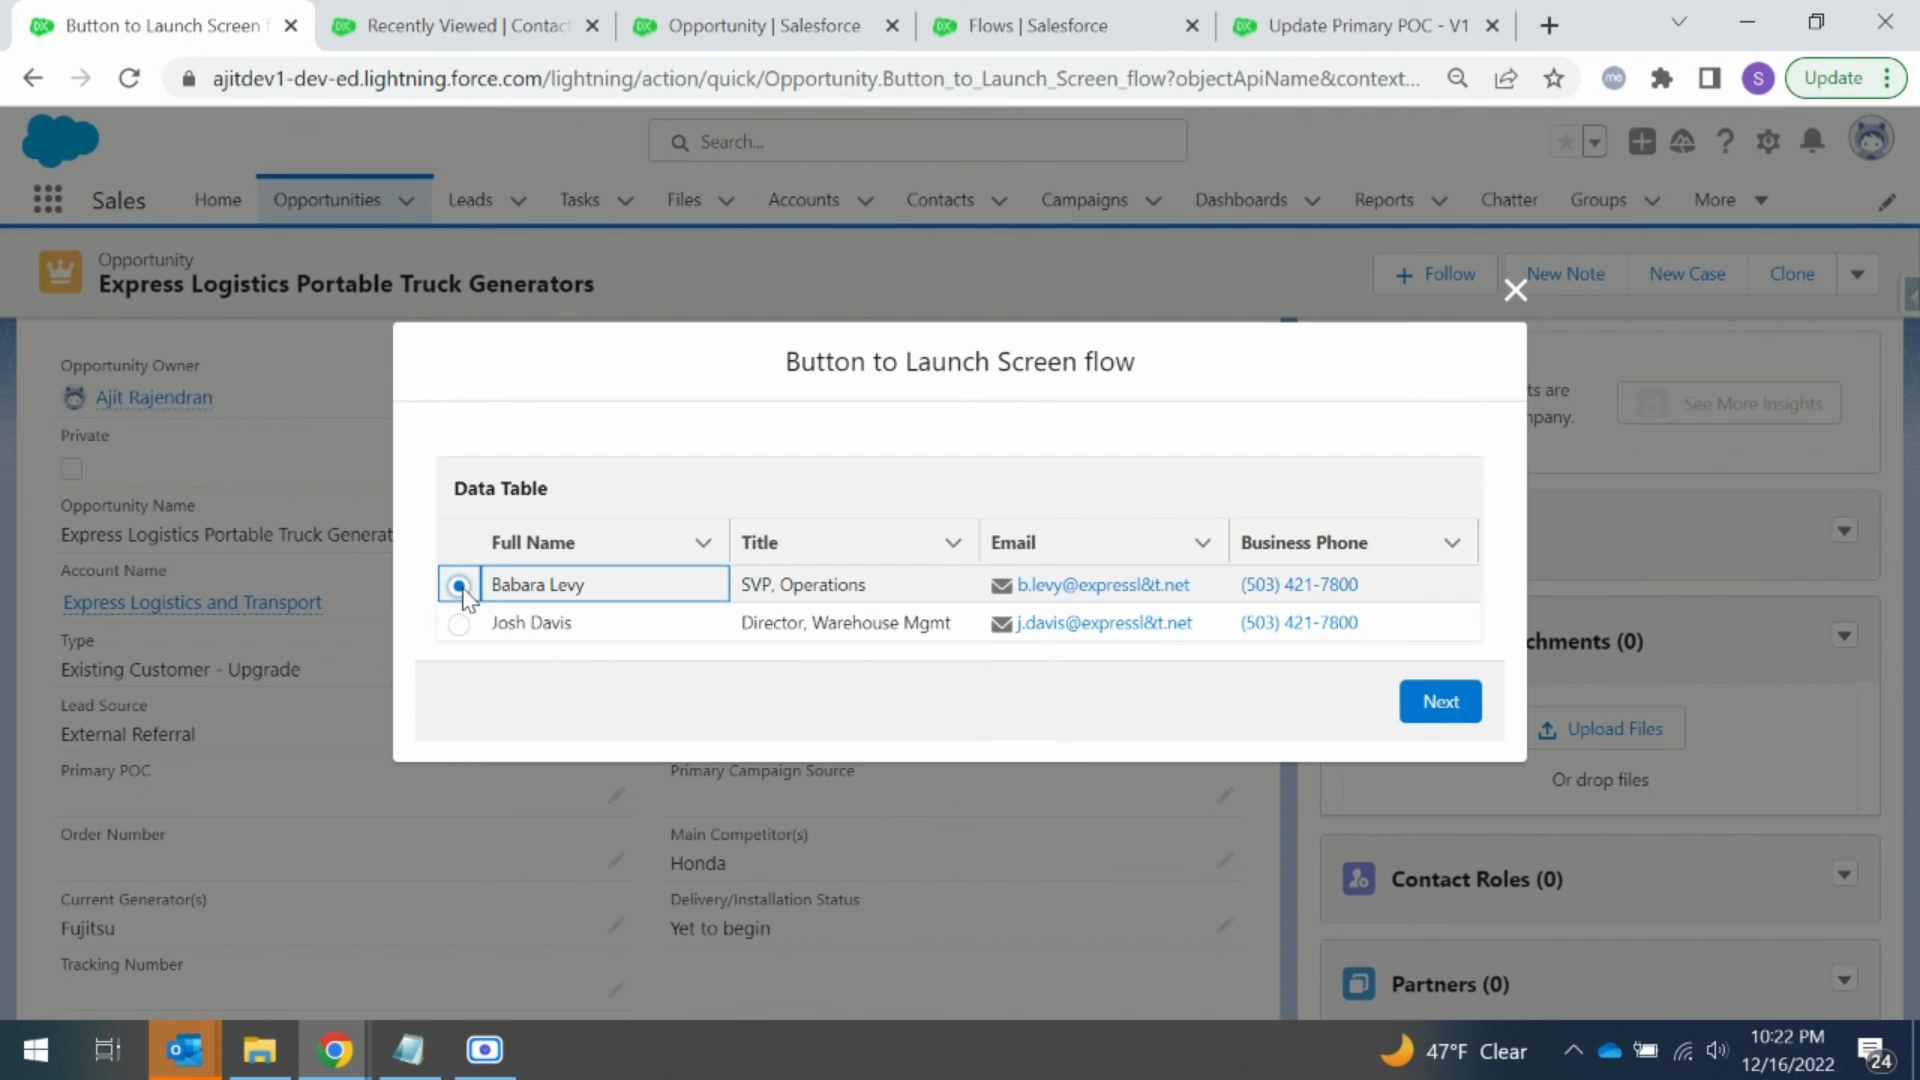 Button to Launch Screen f
Recently Viewed | Contact
Opportunity | Salesforce
Flows | Salesforce
Update Primary POC - V1
ajitdev1-dev-ed.lightning.force.com/lightning/action/quick/Opportunity.Button_to_Launch_Screen_flow?objectApiName&context...
me
S
Update
Search...
Sales
Home
Opportunities
Leads
Tasks
Files
Accounts
Contacts
Campaigns
Dashboards
Reports
Chatter
Groups
More
Opportunity
Express Logistics Portable Truck Generators
Follow
New Note
New Case
Clone
Opportunity Owner
Ajit Rajendran
Private
Opportunity Name
Express Logistics Portable Truck Generat
Account Name
Express Logistics and Transport
Type
Existing Customer - Upgrade
Lead Source
External Referral
Primary POC
Primary Campaign Source
Order Number
Main Competitor(s)
Honda
Current Generator(s)
Fujitsu
Delivery/Installation Status
Yet to begin
Tracking Number
Button to Launch Screen flow
Data Table
Full Name
Title
Email
Business Phone
Babara Levy
SVP, Operations
b.levy@expressl&t.net
(503) 421-7800
Josh Davis
Director, Warehouse Mgmt
j.davis@expressl&t.net
(503) 421-7800
Next
ts are
npany.
See More Insights
chments (0)
Upload Files
Or drop files
Contact Roles (0)
Partners (0)
47°F Clear
10:22 PM
12/16/2022
24